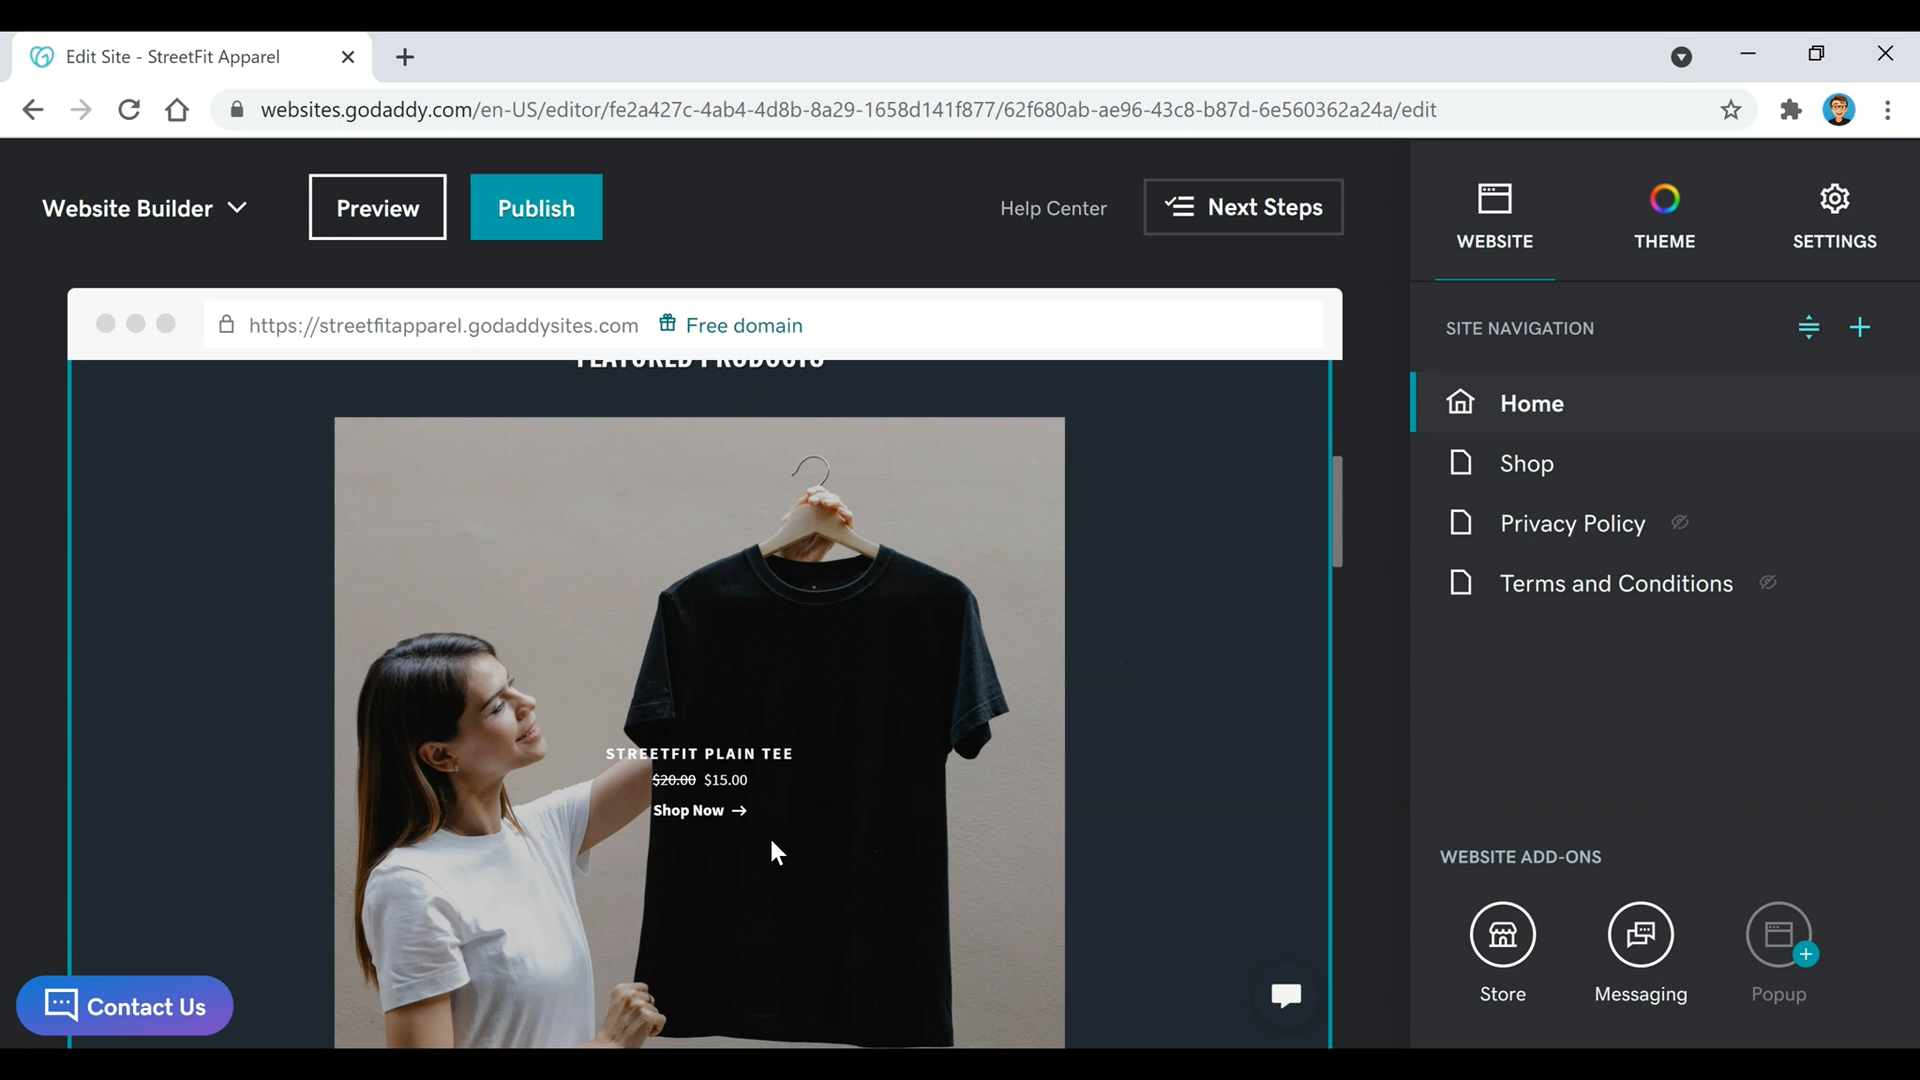 Edit Site - StreetFit Apparel
websites.godaddy.com/en-US/editor/fe2a427c-4ab4-4d8b-8a29-1658d141f877/62f680ab-ae96-43c8-b87d-6e560362a24a/edit
Website Builder
Preview
Publish
Help Center
Next Steps
WEBSITE
THEME
SETTINGS
https://streetfitapparel.godaddysites.com
Free domain
SITE NAVIGATION
FEATURED PRODUCTS
Home
Shop
Privacy Policy
Terms and Conditions
STREETFIT PLAIN TEE
$20.00 $15.00
Shop Now →
WEBSITE ADD-ONS
Store
Messaging
Popup
Contact Us